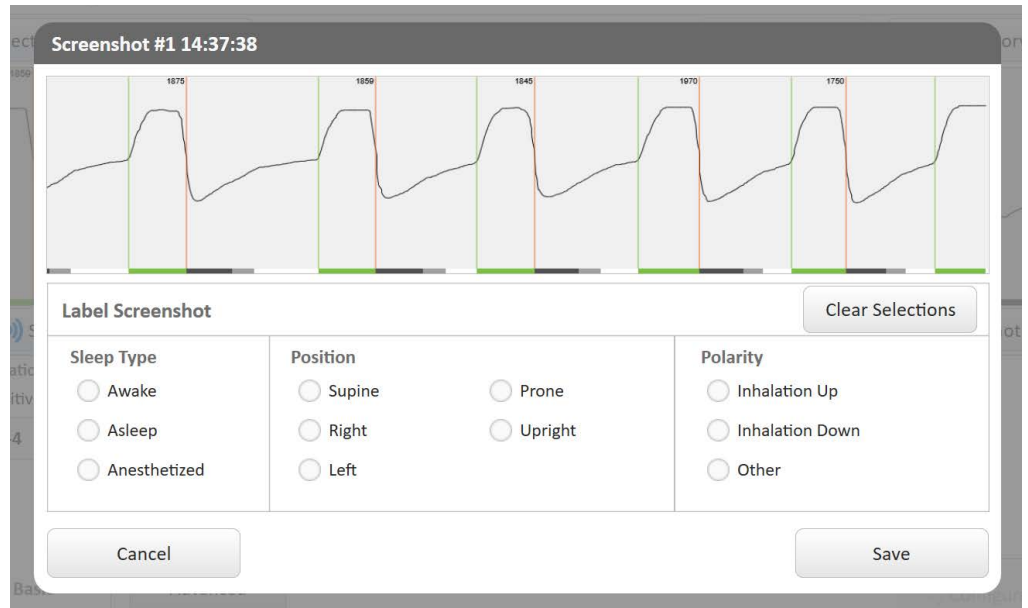 Screenshot #1 14:37:38
1859 1875 1859 1845 1970 1750
Label Screenshot Clear Selections
Sleep Type Position Polarity
Awake Supine Prone Inhalation Up
Asleep Right Upright Inhalation Down
Anesthetized Left Other
Cancel Save